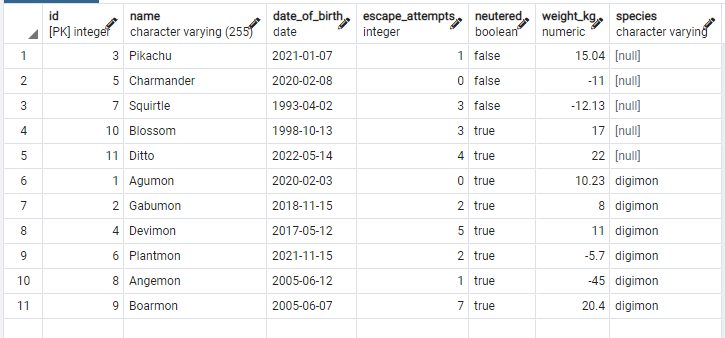 id name date_of_birth escape_attempts neutered weight_kg species
[PK] integer character varying (255) date integer boolean numeric character varying
1 3 Pikachu 2021-01-07 1 false 15.04 [null]
2 5 Charmander 2020-02-08 0 false -11 [null]
3 7 Squirtle 1993-04-02 3 false -12.13 [null]
4 10 Blossom 1998-10-13 3 true 17 [null]
5 11 Ditto 2022-05-14 4 true 22 [null]
6 1 Agumon 2020-02-03 0 true 10.23 digimon
7 2 Gabumon 2018-11-15 2 true 8 digimon
8 4 Devimon 2017-05-12 5 true 11 digimon
9 6 Plantmon 2021-11-15 2 true -5.7 digimon
10 8 Angemon 2005-06-12 1 true -45 digimon
11 9 Boarmon 2005-06-07 7 true 20.4 digimon